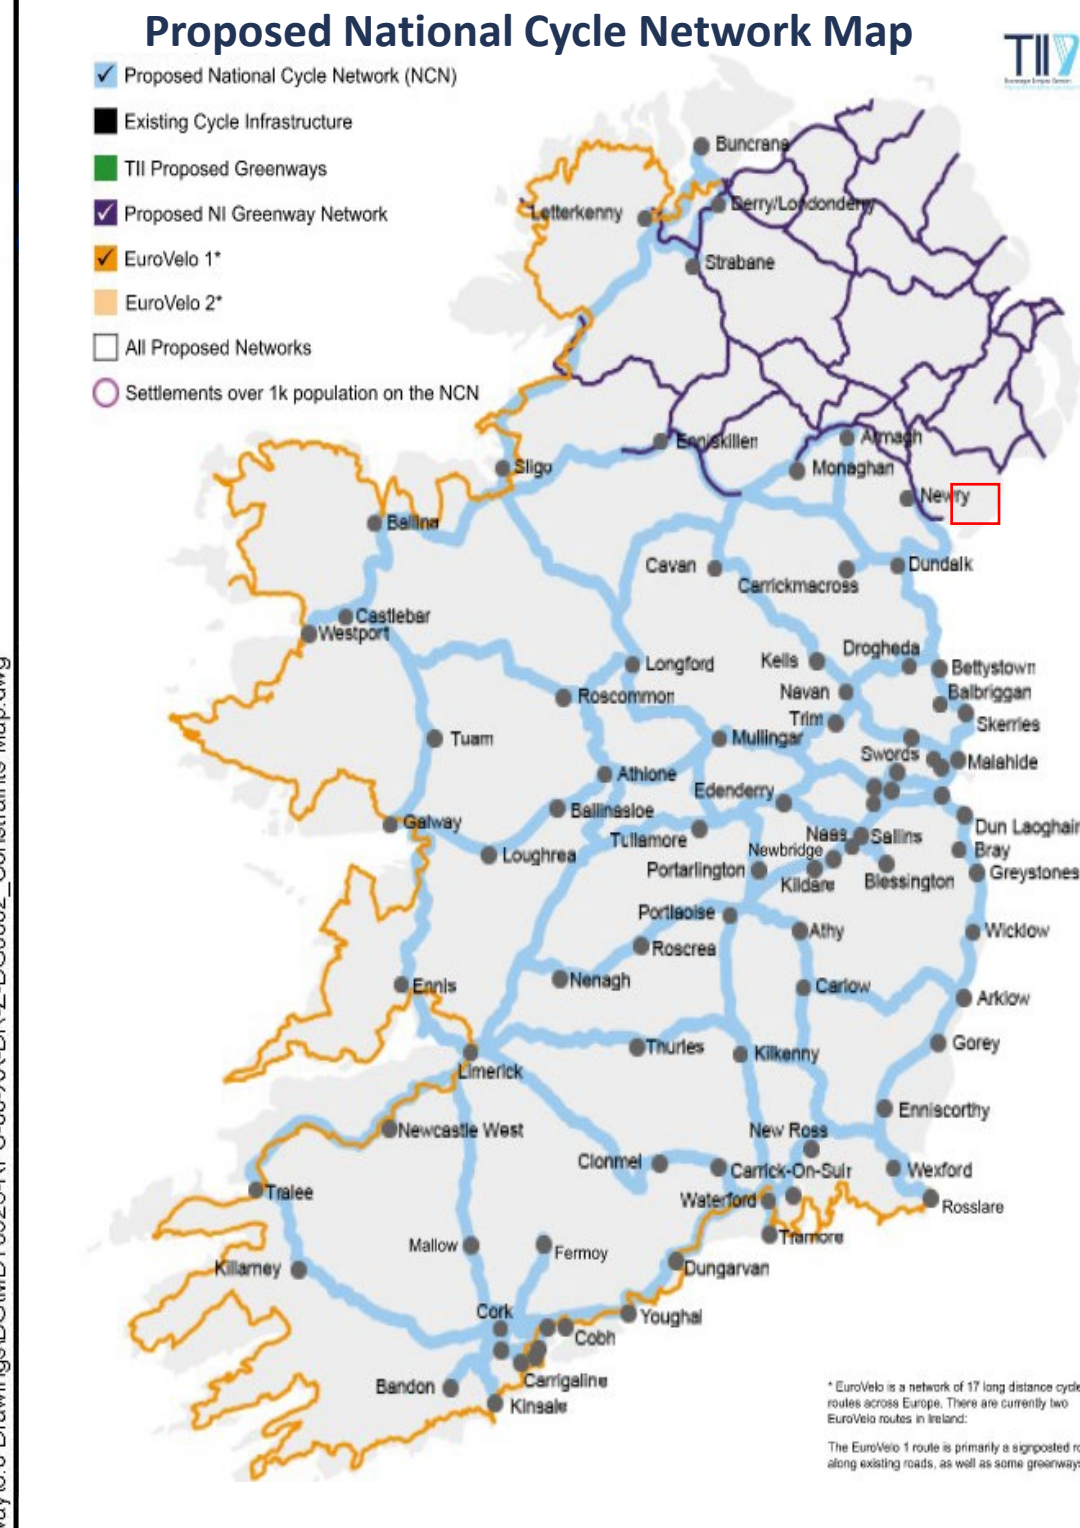 Proposed National Cycle Network Map
TII
Proposed National Cycle Network (NCN)
Existing Cycle Infrastructure
TII Proposed Greenways
Proposed NI Greenway Network
EuroVelo 1*
EuroVelo 2*
All Proposed Networks
Settlements over 1k population on the NCN
Buncrana
Letterkenny
Derry/Londonderry
Strabane
Enniskillen
Armagh
Sligo
Monaghan
Newry
Ballina
Cavan
Dundalk
Carrickmacross
Castlebar
Westport
Drogheda
Longford
Kells
Bettystown
Roscommon
Navan
Balbriggan
Trim
Skerries
Tuam
Mullingar
Swords
Malahide
Athlone
Edenderry
Ballinasloe
Galway
Tullamore
Naas
Sallins
Dun Laoghair
Newbridge
Bray
Loughrea
Portarlington
Kildare
Blessington
Greystones
Portlaoise
Athy
Wicklow
Roscrea
Nenagh
Ennis
Carlow
Arklow
Thurles
Kilkenny
Gorey
Limerick
Enniscorthy
Newcastle West
New Ross
Clonmel
Carrick-On-Suir
Wexford
Tralee
Waterford
Rosslare
Mallow
Fermoy
Tramore
Killarney
Dungarvan
Cork
Youghal
Cobh
Carrigaline
Bandon
Kinsale
* EuroVelo is a network of 17 long distance cycle
routes across Europe. There are currently two
EuroVelo routes in Ireland:
The EuroVelo 1 route is primarily a signposted ro
along existing roads, as well as some greenways